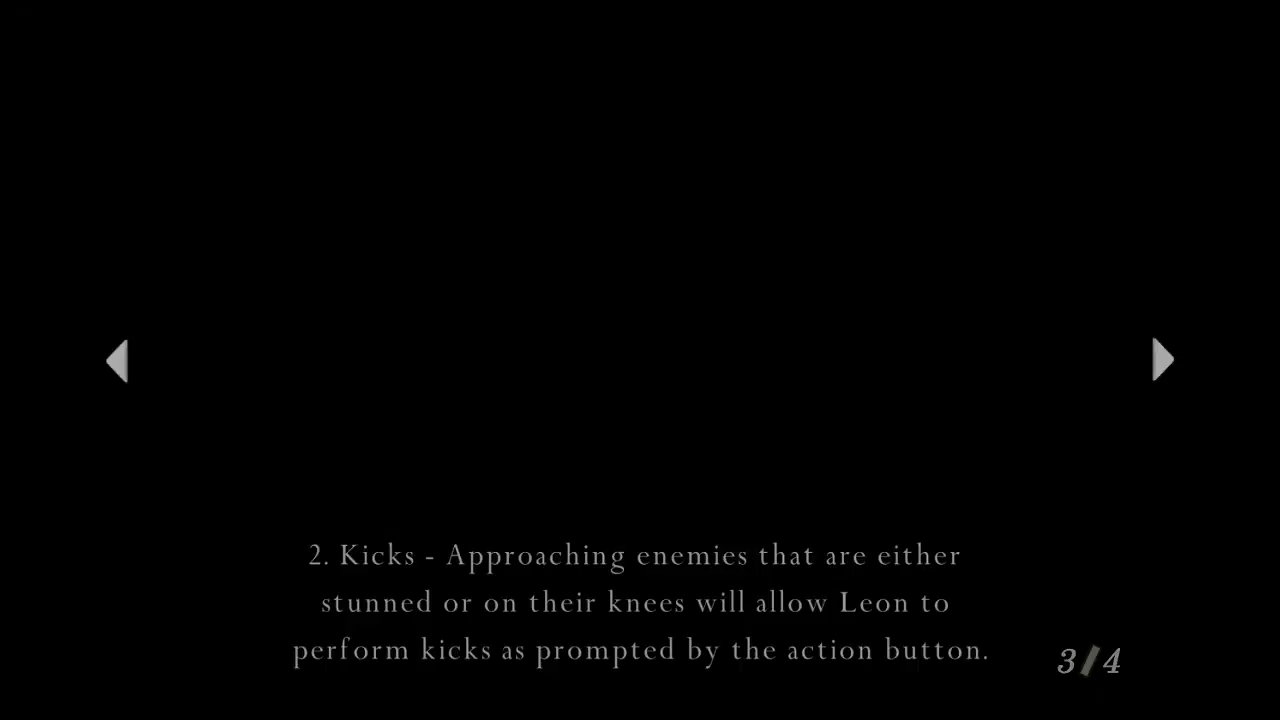 2. Kicks - Approaching enemies that are either
stunned or on their knees will allow Leon to
perform kicks as prompted by the action button.
3/4